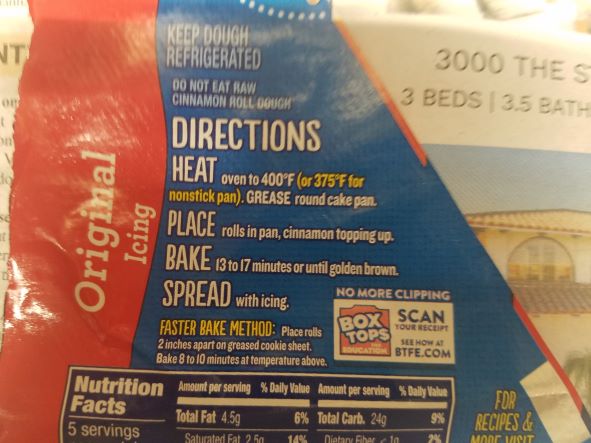 KEEP DOUGH
REFRIGERATED
DO NOT EAT RAW
CINNAMON ROLL DOUGH
DIRECTIONS
HEAT oven to 400°F (or 375°F for
nonstick pan). GREASE round cake pan.
PLACE rolls in pan, cinnamon topping up.
BAKE 13 to 17 minutes or until golden brown.
SPREAD with icing.
FASTER BAKE METHOD: Place rolls
2 inches apart on greased cookie sheet.
Bake 8 to 10 minutes at temperature above.
NO MORE CLIPPING
BOX
TOPS
FOR
EDUCATION
SCAN
YOUR RECEIPT
SEE HOW AT
BTFE.COM
Original
Icing
Nutrition
Facts
5 servings
Amount per serving % Daily Value Amount per serving % Daily Value
Total Fat 4.5g 6% Total Carb. 24g 9%
Saturated Fat 2.5g 14% Dietary Fiber <1g 2%
FOR
RECIPES &
MORE VISIT
3000 THE S
3 BEDS | 3.5 BATH